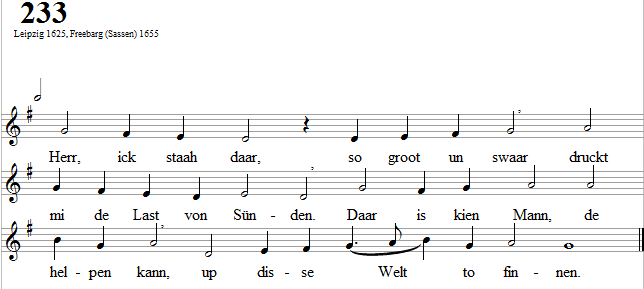 233
Leipzig 1625, Freebarg (Sassen) 1655
Herr, ick staah daar, so groot un swaar druckt
mi de Last von Sün - den. Daar is kien Mann, de
hel - pen kann, up dis - se Welt to fin - nen.